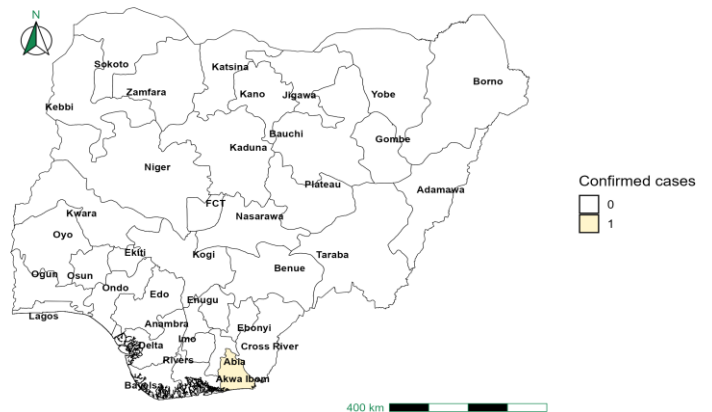 N
Sokoto
Katsina
Borno
Zamfara
Kano
Jigawa
Yobe
Kebbi
Bauchi
Gombe
Kaduna
Niger
Plateau
Adamawa
FCT
Kwara
Nasarawa
Oyo
Ekiti
Kogi
Taraba
Benue
Ogun
Osun
Ondo
Edo
Enugu
Lagos
Anambra
Ebonyi
Imo
Delta
Cross River
Rivers
Abia
Bayelsa
Akwa Ibom
Confirmed cases
0
1
400 km